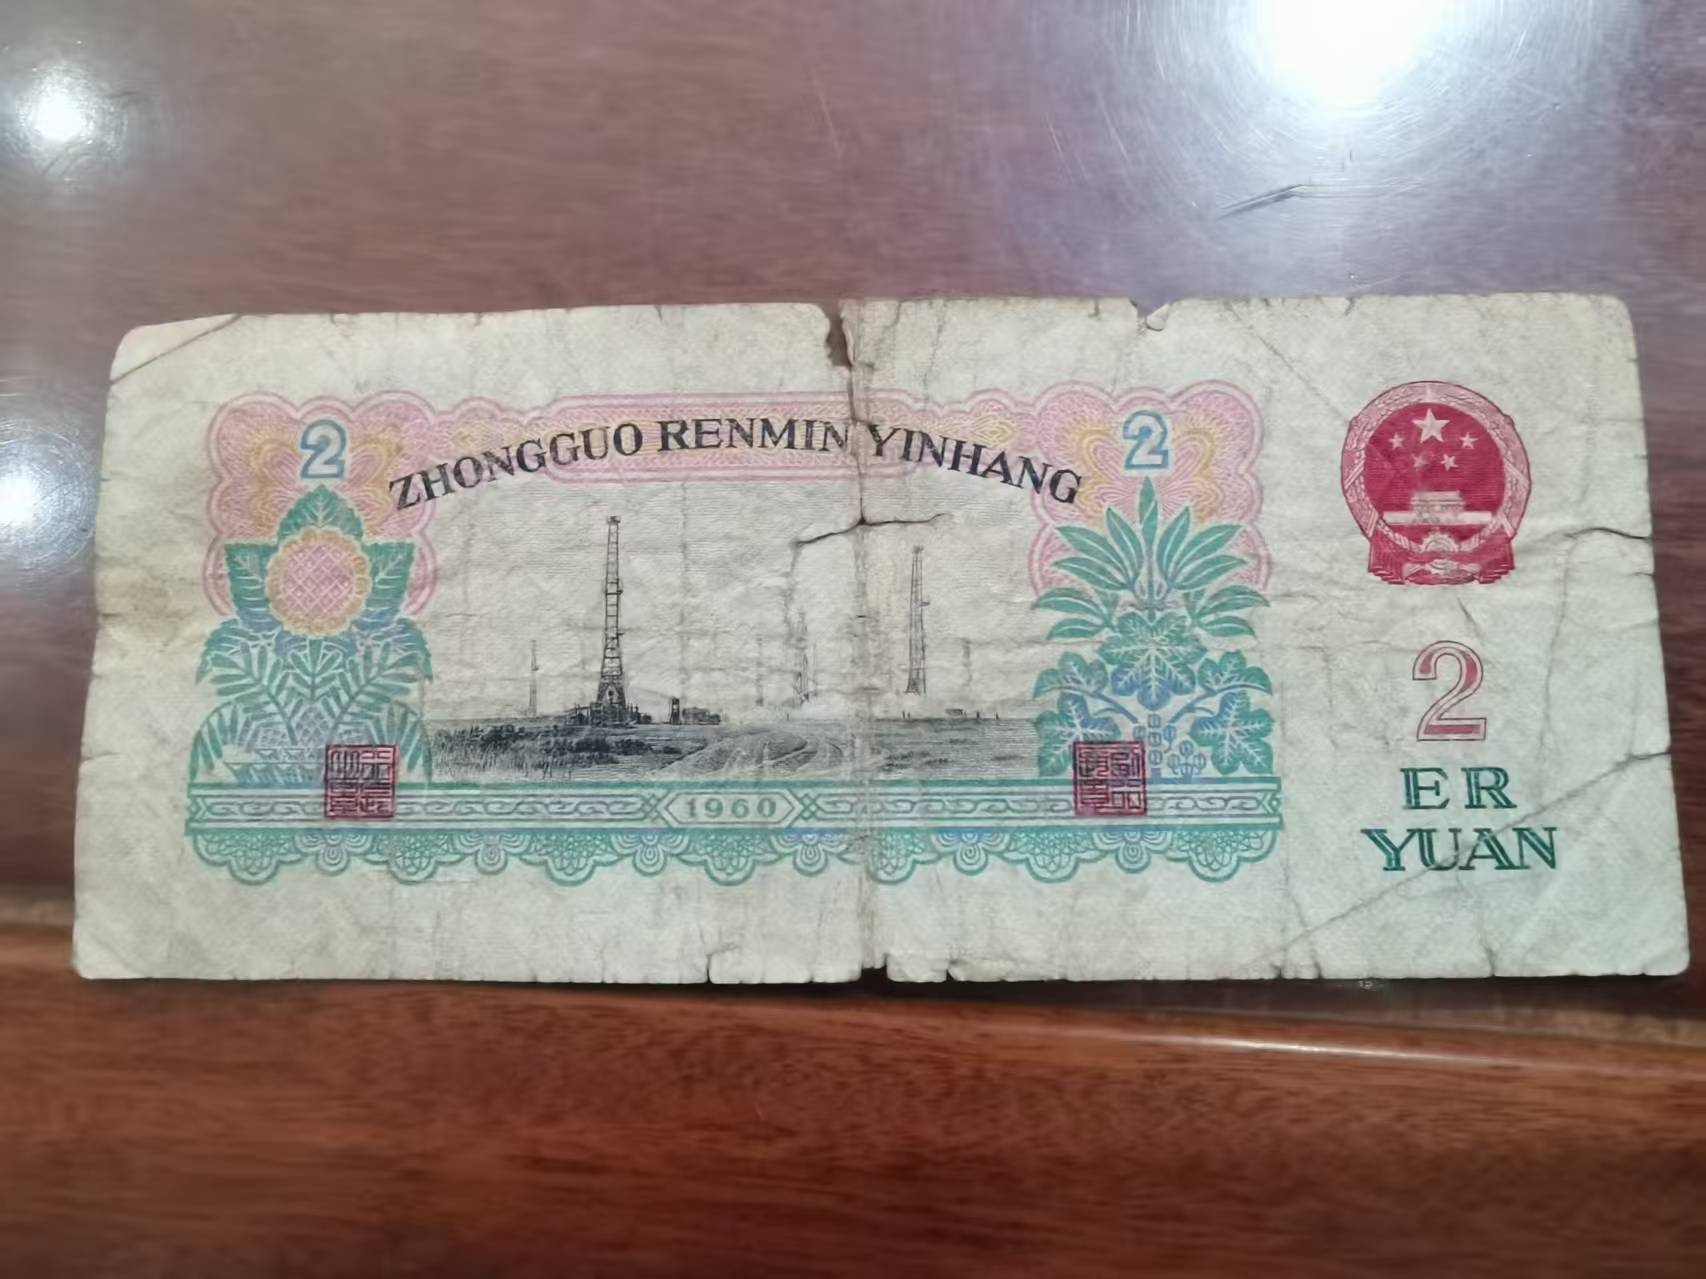 2 2
ZHONGGUO RENMIN YINHANG
2
ER
YUAN
1960